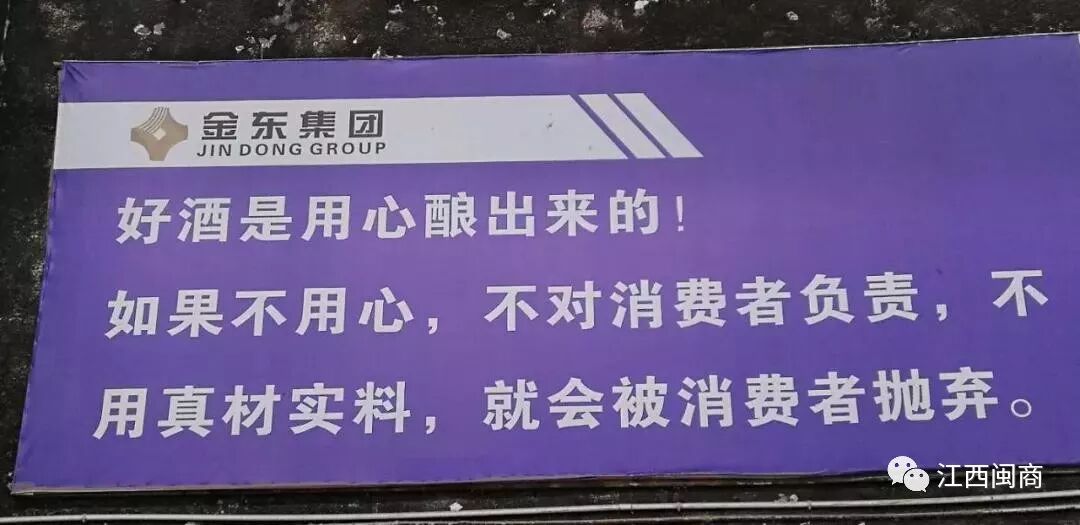 金东集团
JIN DONG GROUP
好酒是用心酿出来的!
如果不用心，不对消费者负责，不
用真材实料，就会被消费者抛弃。
江西闽商